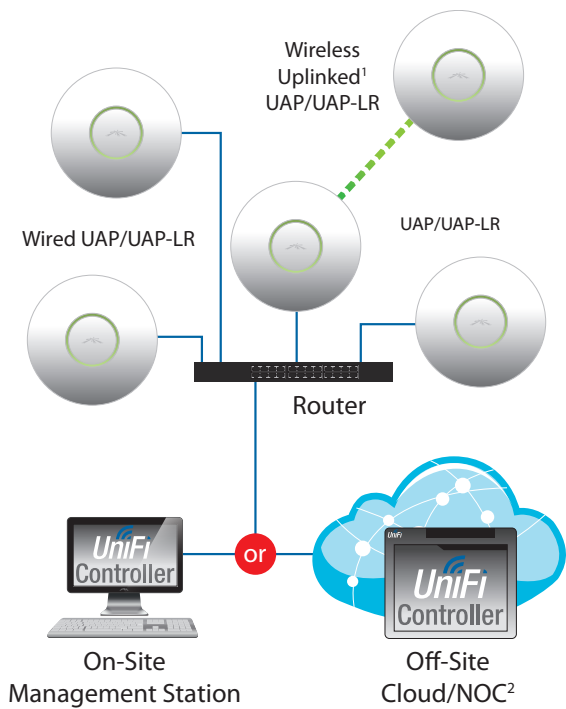 Wireless
Uplinked¹
UAP/UAP-LR
Wired UAP/UAP-LR
UAP/UAP-LR
Router
or
UniFi
Controller
UniFi
UniFi
Controller
On-Site
Management Station
Off-Site
Cloud/NOC²